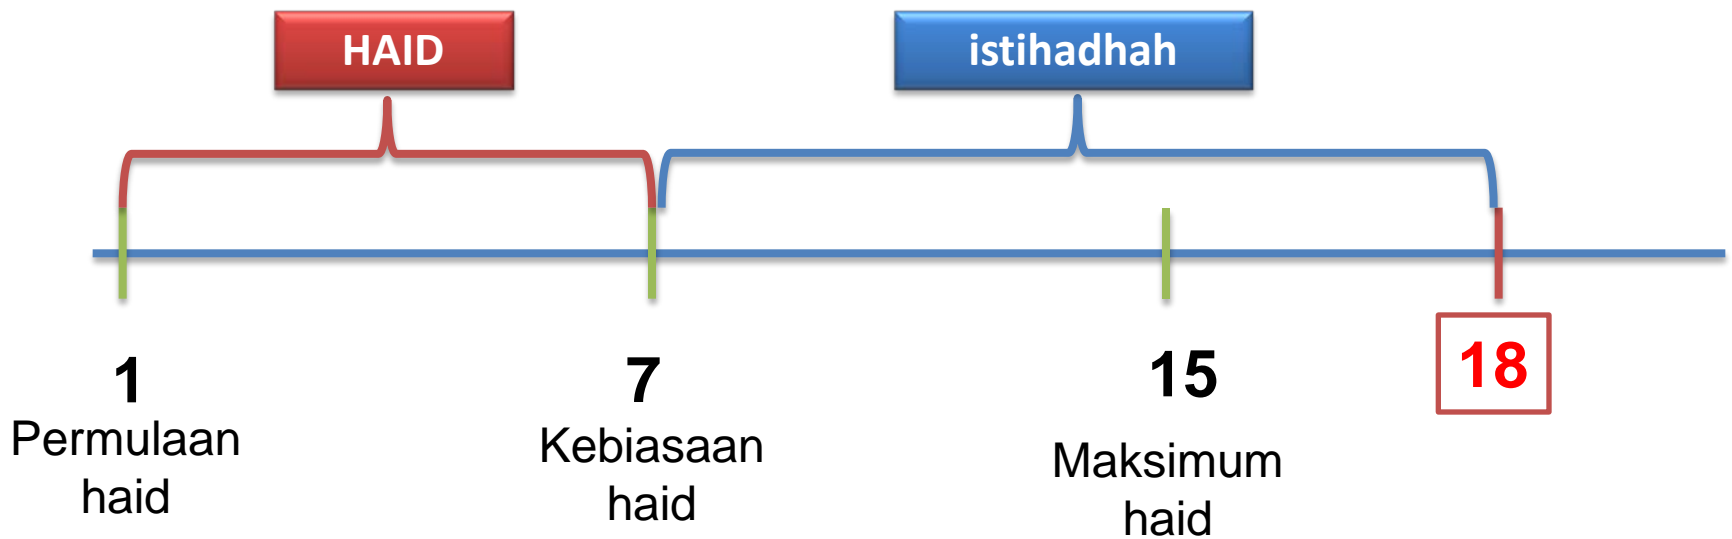 HAID
istihadhah
1
Permulaan
haid
7
Kebiasaan
haid
15
Maksimum
haid
18